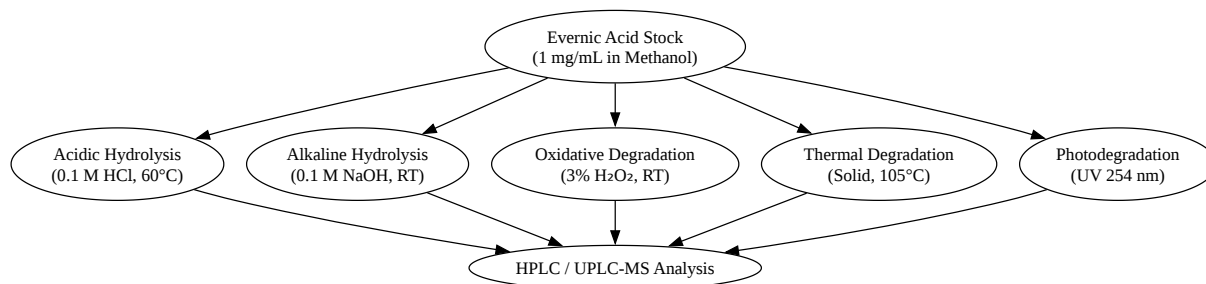 Evernic Acid Stock
(1 mg/mL in Methanol)
Acidic Hydrolysis
(0.1 M HCl, 60°C)
Alkaline Hydrolysis
(0.1 M NaOH, RT)
Oxidative Degradation
(3% H₂O₂, RT)
Thermal Degradation
(Solid, 105°C)
Photodegradation
(UV 254 nm)
HPLC / UPLC-MS Analysis